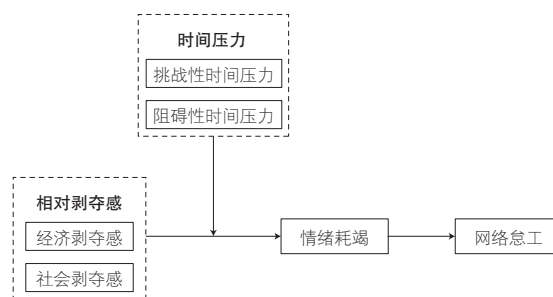 时间压力
挑战性时间压力
阻碍性时间压力
相对剥夺感
经济剥夺感
社会剥夺感
情绪耗竭
网络怠工